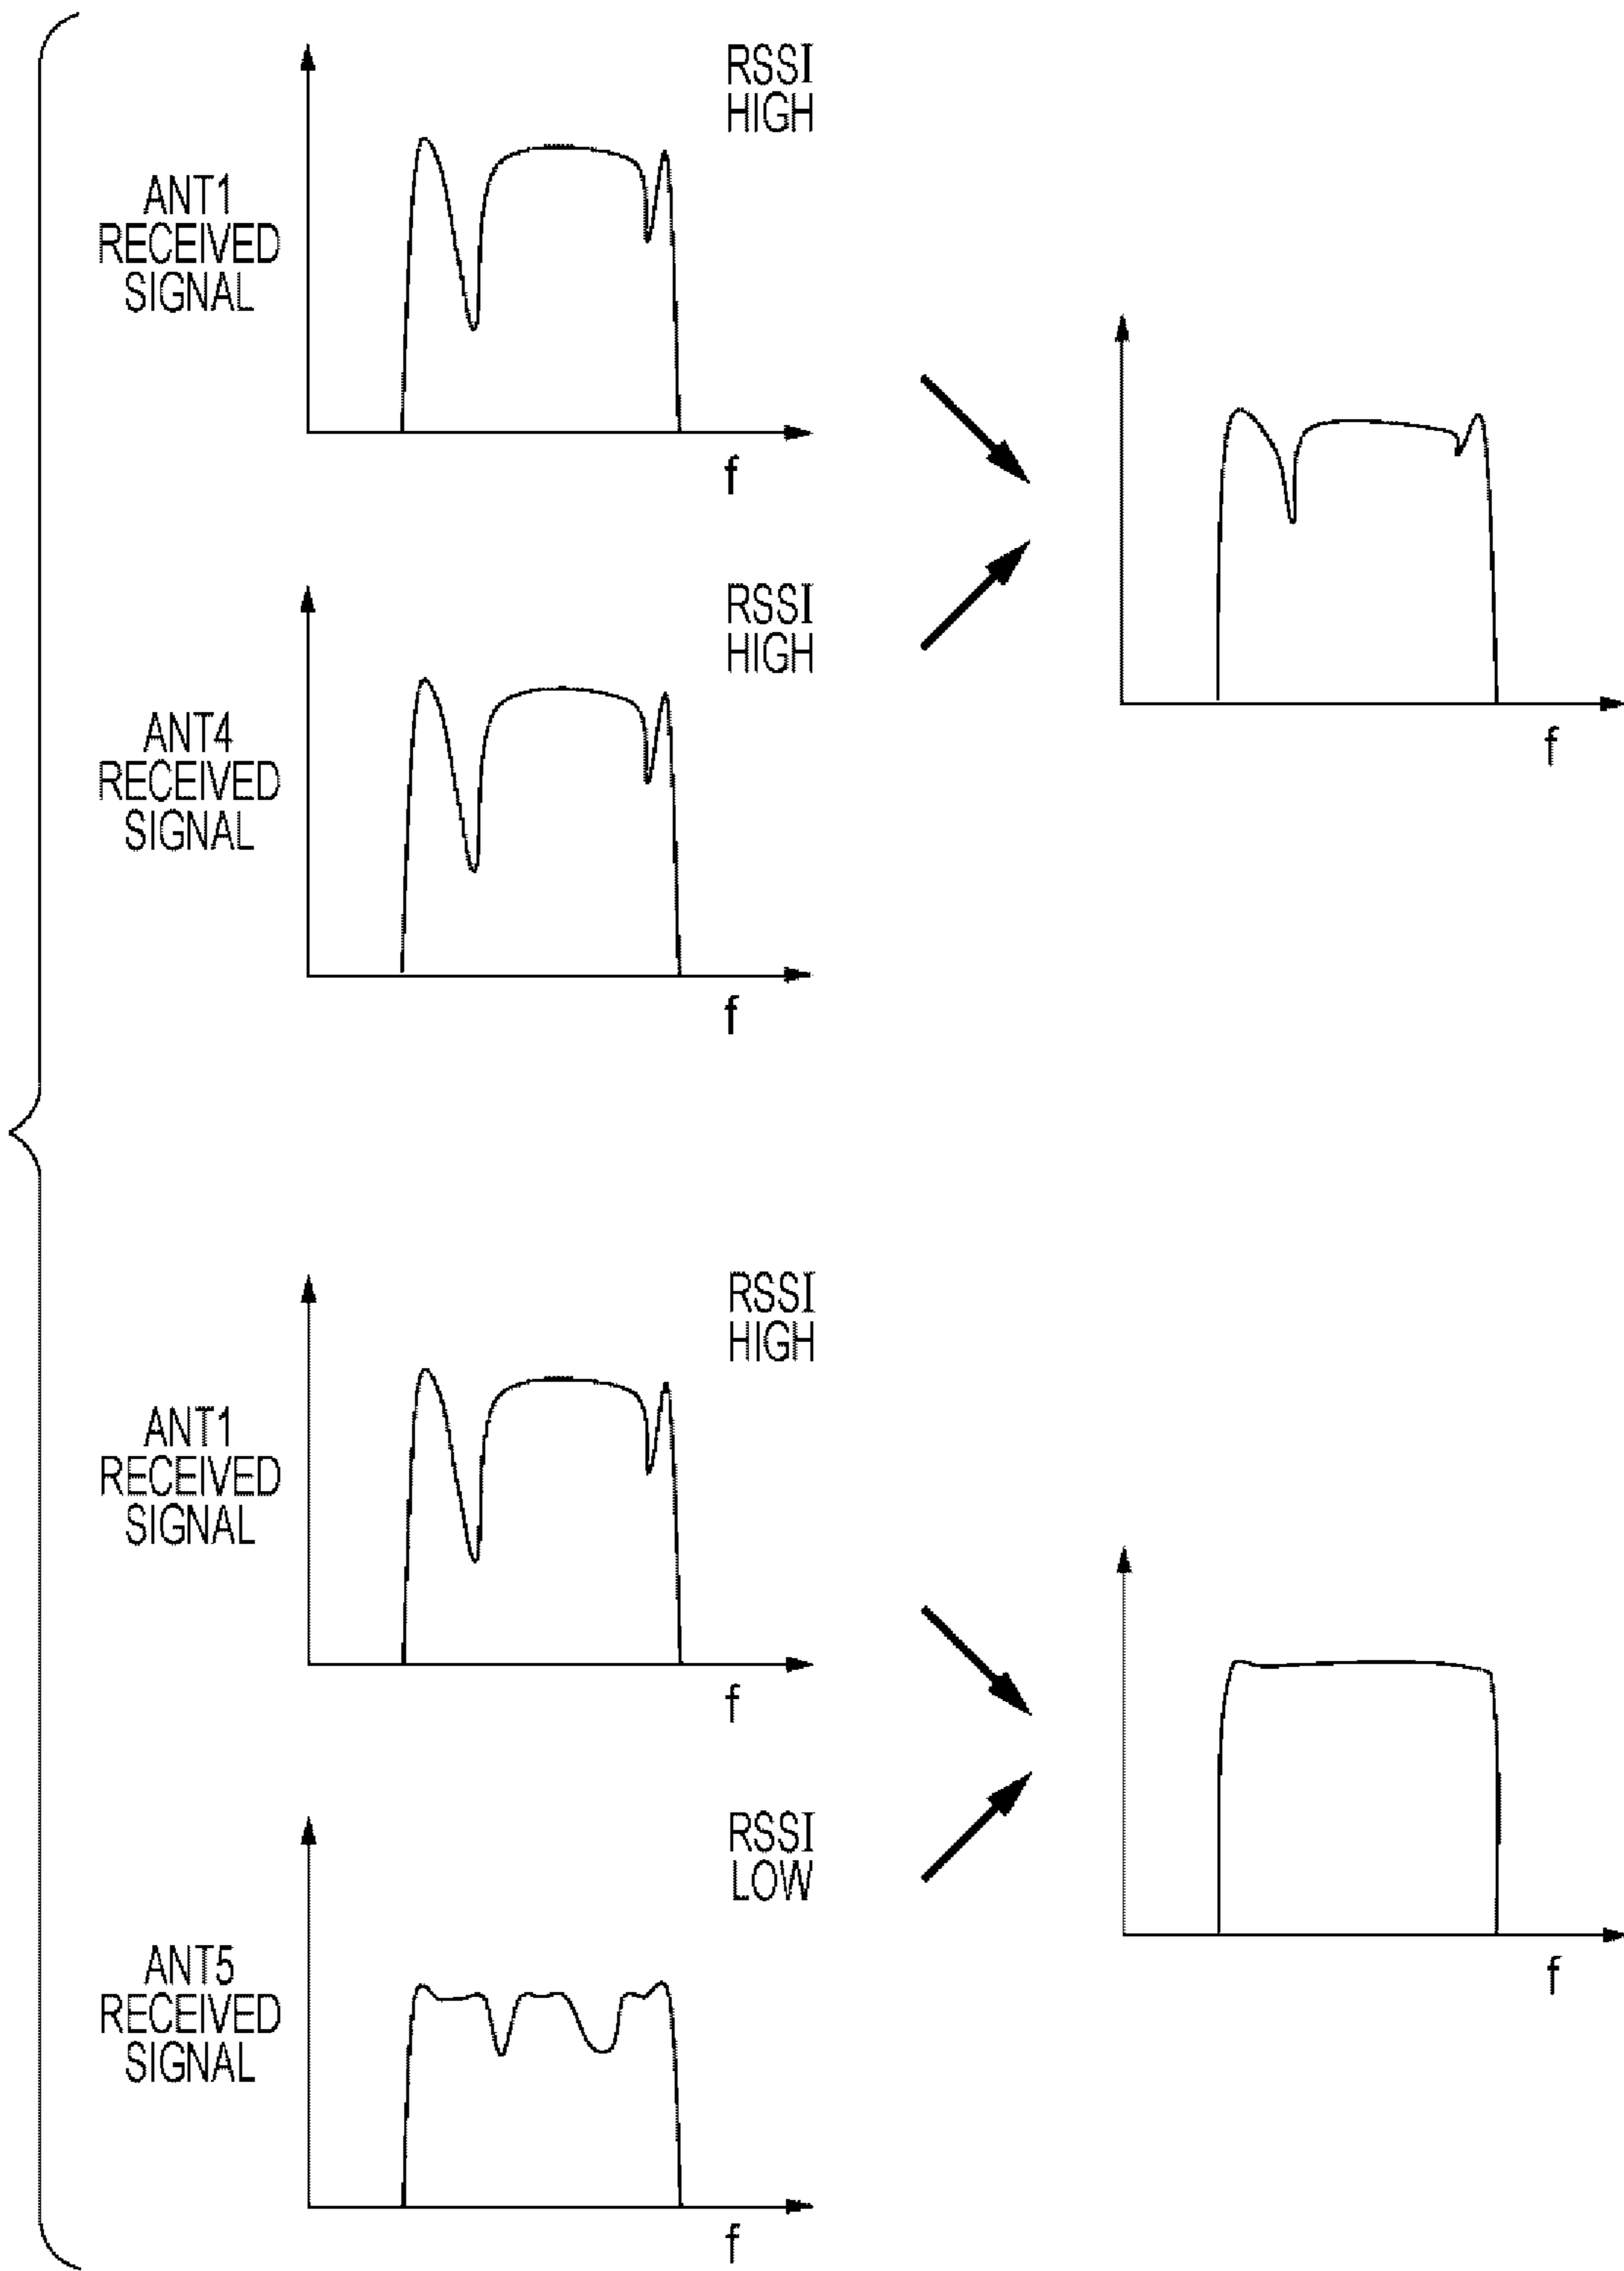 RSSI
HIGH
ANT1
RECEIVED
SIGNAL
f
RSSI
HIGH
ANT4
RECEIVED
SIGNAL
f
f
RSSI
HIGH
ANT1
RECEIVED
SIGNAL
f
RSSI
LOW
ANT5
RECEIVED
SIGNAL
f
f